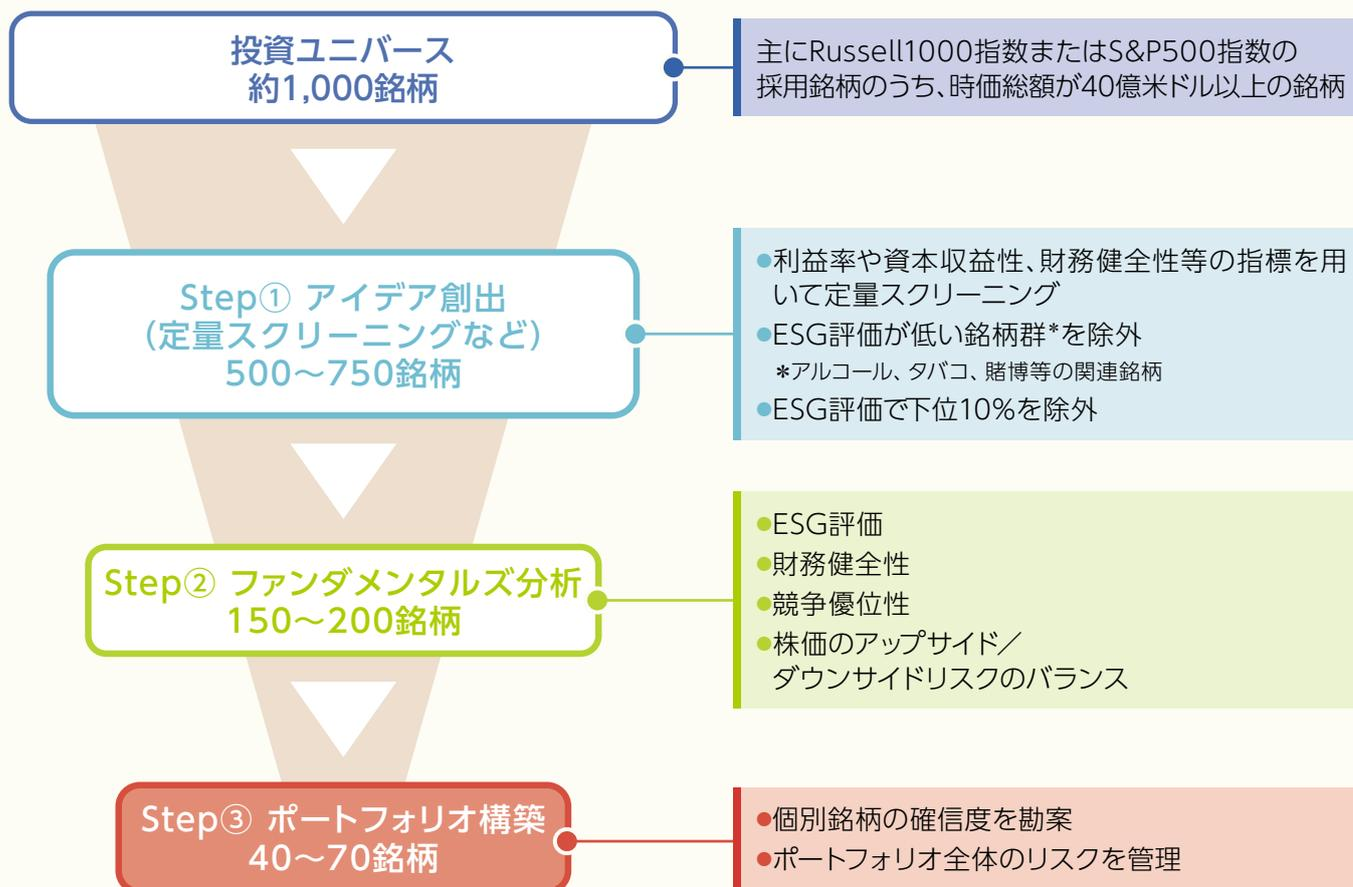 投資ユニバース
約1,000銘柄
主にRussell1000指数またはS&P500指数の
採用銘柄のうち、時価総額が40億米ドル以上の銘柄
Step① アイデア創出
（定量スクリーニングなど）
500～750銘柄
●利益率や資本収益性、財務健全性等の指標を用
いて定量スクリーニング
●ESG評価が低い銘柄群*を除外
*アルコール、タバコ、賭博等の関連銘柄
●ESG評価で下位10%を除外
Step② ファンダメンタルズ分析
150～200銘柄
●ESG評価
●財務健全性
●競争優位性
●株価のアップサイド／
ダウンサイドリスクのバランス
Step③ ポートフォリオ構築
40～70銘柄
●個別銘柄の確信度を勘案
●ポートフォリオ全体のリスクを管理